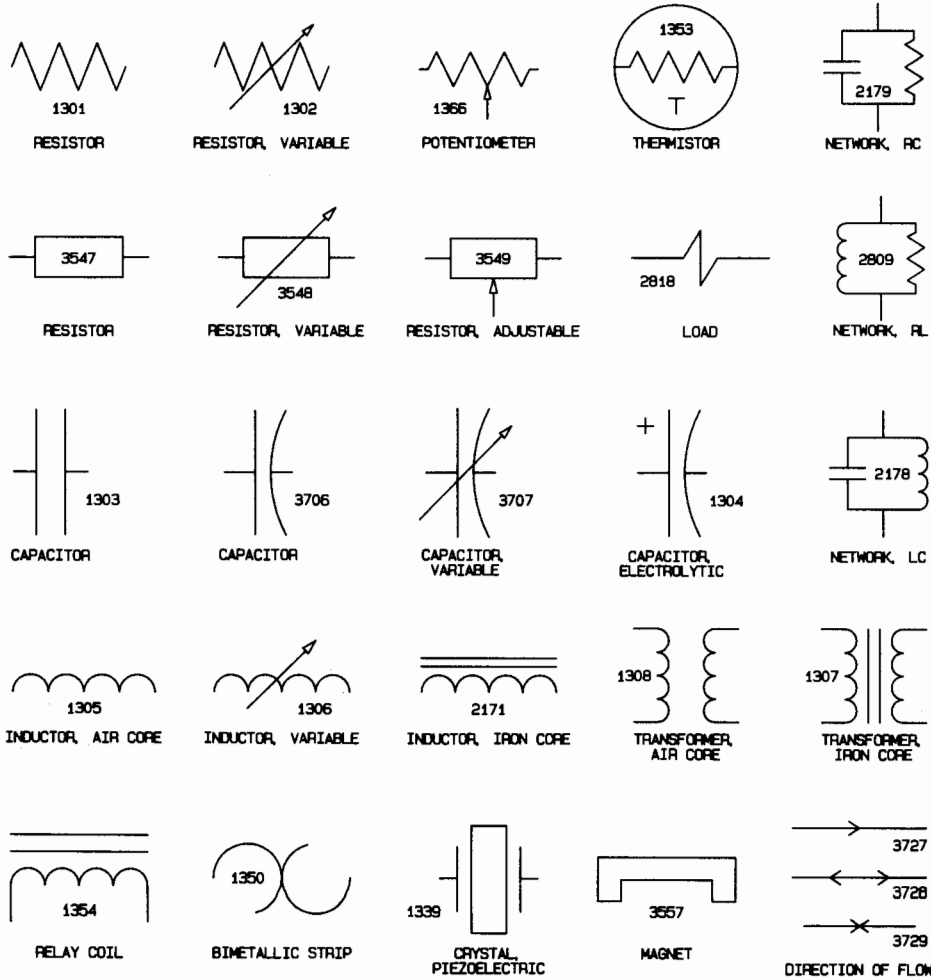 1301
RESISTOR
1302
RESISTOR, VARIABLE
1366
POTENTIOMETER
1353
T
THERMISTOR
2179
NETWORK, RC
3547
RESISTOR
3548
RESISTOR, VARIABLE
3549
RESISTOR, ADJUSTABLE
2818
LOAD
2809
NETWORK, RL
1303
CAPACITOR
3706
CAPACITOR
3707
CAPACITOR,
VARIABLE
+
1304
CAPACITOR,
ELECTROLYTIC
2178
NETWORK, LC
1305
INDUCTOR, AIR CORE
1306
INDUCTOR, VARIABLE
2171
INDUCTOR, IRON CORE
1308
TRANSFORMER,
AIR CORE
1307
TRANSFORMER,
IRON CORE
1354
RELAY COIL
1350
BIMETALLIC STRIP
1339
CRYSTAL,
PIEZOELECTRIC
3557
MAGNET
3727
3728
3729
DIRECTION OF FLOW